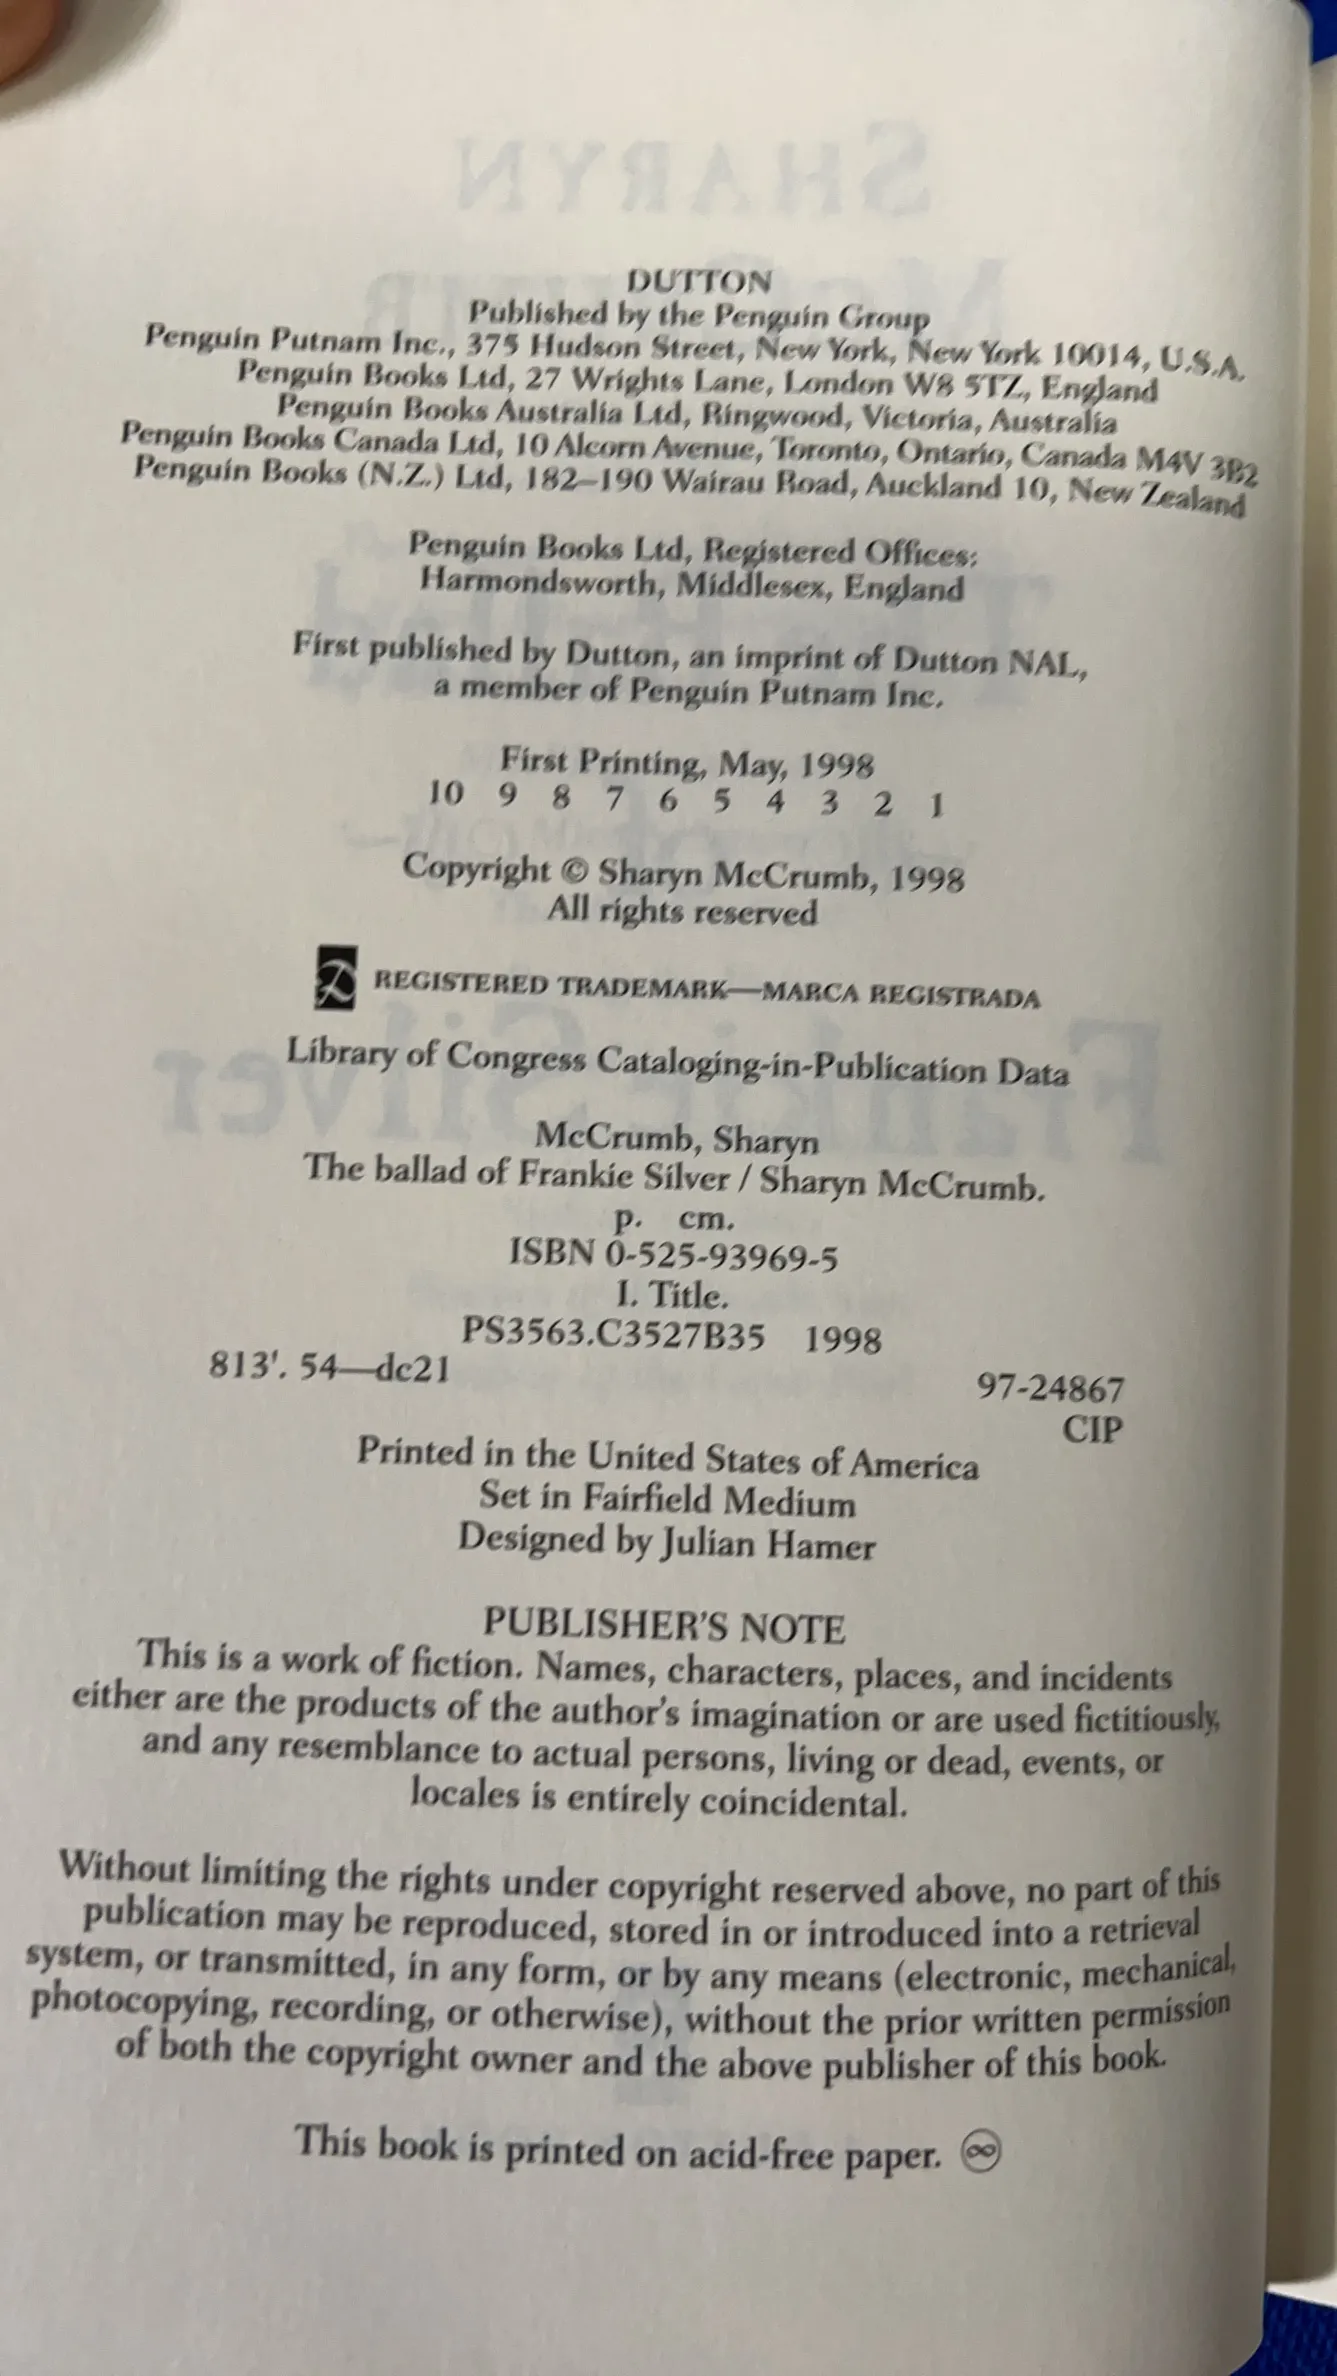 DUTTON
Published by the Penguin Group
Penguin Putnam Inc., 375 Hudson Street, New York, New York 10014, U.S.A.
Penguin Books Ltd, 27 Wrights Lane, London W8 5TZ, England
Penguin Books Australia Ltd, Ringwood, Victoria, Australia
Penguin Books Canada Ltd, 10 Alcorn Avenue, Toronto, Ontario, Canada M4V 3B2
Penguin Books (N.Z.) Ltd, 182–190 Wairau Road, Auckland 10, New Zealand
Penguin Books Ltd, Registered Offices:
Harmondsworth, Middlesex, England
First published by Dutton, an imprint of Dutton NAL,
a member of Penguin Putnam Inc.
First Printing, May, 1998
10 9 8 7 6 5 4 3 2 1
Copyright © Sharyn McCrumb, 1998
All rights reserved
REGISTERED TRADEMARK—MARCA REGISTRADA
Library of Congress Cataloging-in-Publication Data
McCrumb, Sharyn
The ballad of Frankie Silver / Sharyn McCrumb.
p. cm.
ISBN 0-525-93969-5
I. Title.
PS3563.C3527B35 1998
813'. 54—dc21
97-24867
CIP
Printed in the United States of America
Set in Fairfield Medium
Designed by Julian Hamer
PUBLISHER'S NOTE
This is a work of fiction. Names, characters, places, and incidents
either are the products of the author's imagination or are used fictitiously,
and any resemblance to actual persons, living or dead, events, or
locales is entirely coincidental.
Without limiting the rights under copyright reserved above, no part of this
publication may be reproduced, stored in or introduced into a retrieval
system, or transmitted, in any form, or by any means (electronic, mechanical,
photocopying, recording, or otherwise), without the prior written permission
of both the copyright owner and the above publisher of this book.
This book is printed on acid-free paper. ♾